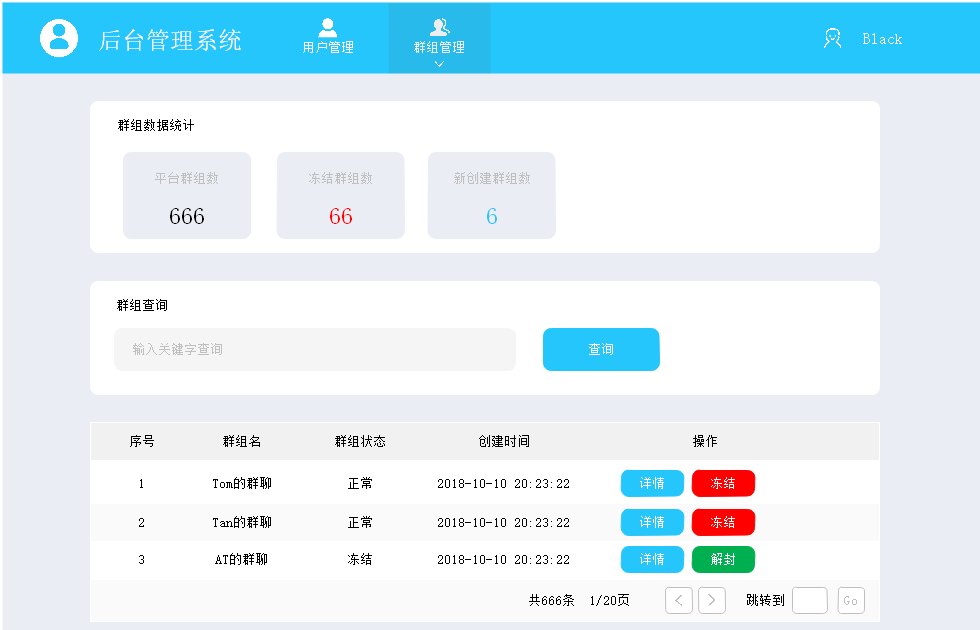 后台管理系统 用户管理 群组管理 Black
群组数据统计
平台群组数 冻结群组数 新创建群组数
666 66 6
群组查询
输入关键字查询 查询
序号 群组名 群组状态 创建时间 操作
1 Tom的群聊 正常 2018-10-10 20:23:22 详情 冻结
2 Tan的群聊 正常 2018-10-10 20:23:22 详情 冻结
3 AT的群聊 冻结 2018-10-10 20:23:22 详情 解封
共666条 1/20页 跳转到 Go